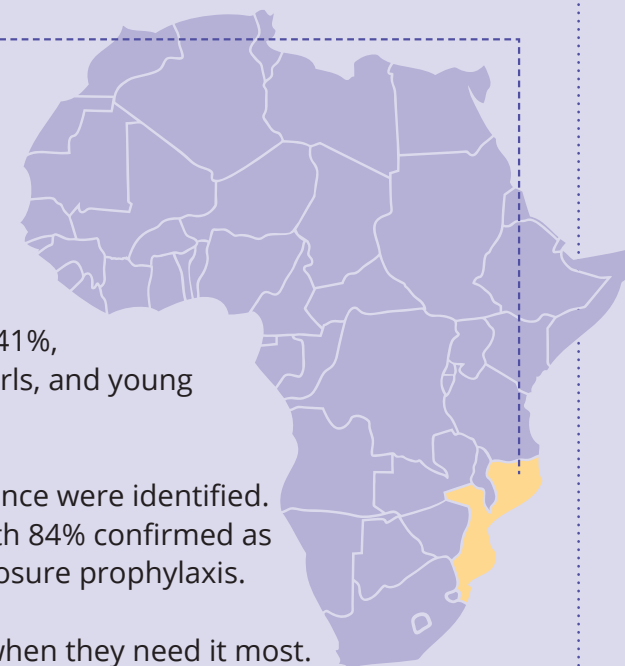 41%,
rls, and young
nce were identified.
th 84% confirmed as
osure prophylaxis.
when they need it most.